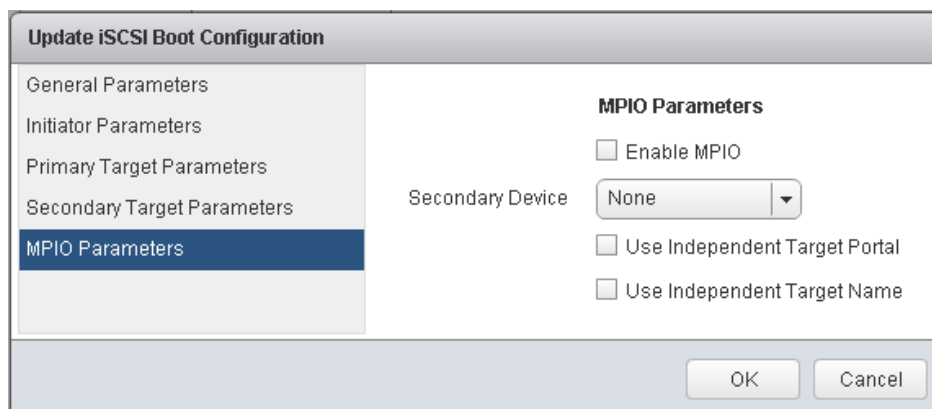 Update iSCSI Boot Configuration
General Parameters
Initiator Parameters
Primary Target Parameters
Secondary Target Parameters
MPIO Parameters
MPIO Parameters
Enable MPIO
Secondary Device None
Use Independent Target Portal
Use Independent Target Name
OK Cancel